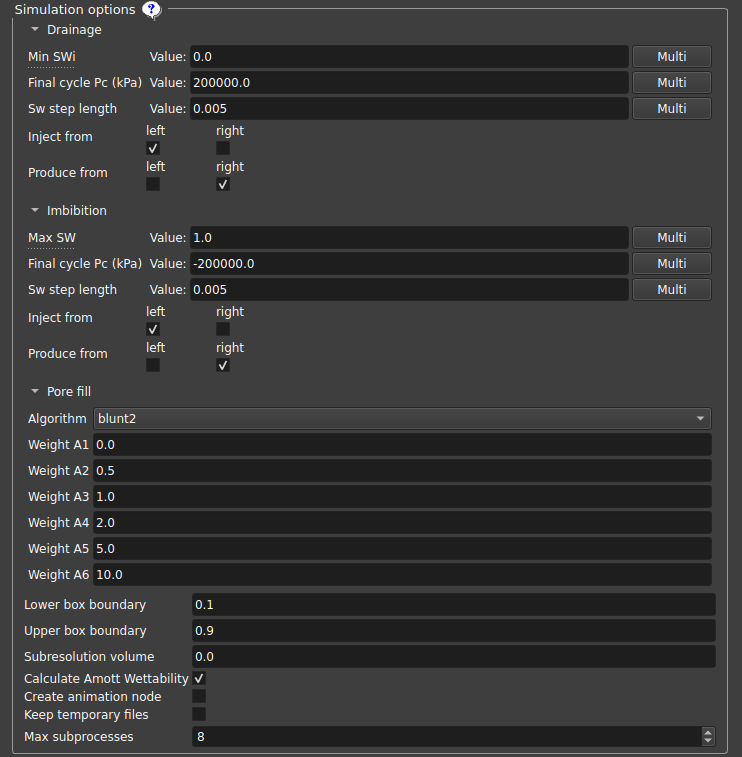 Simulation options ?
Drainage
Min SWi Value: 0.0 Multi
Final cycle Pc (kPa) Value: 200000.0 Multi
Sw step length Value: 0.005 Multi
left right
Inject from
left right
Produce from
Imbibition
Max SW Value: 1.0 Multi
Final cycle Pc (kPa) Value: -200000.0 Multi
Sw step length Value: 0.005 Multi
left right
Inject from
left right
Produce from
Pore fill
Algorithm blunt2
Weight A1 0.0
Weight A2 0.5
Weight A3 1.0
Weight A4 2.0
Weight A5 5.0
Weight A6 10.0
Lower box boundary 0.1
Upper box boundary 0.9
Subresolution volume 0.0
Calculate Amott Wettability
Create animation node
Keep temporary files
Max subprocesses 8